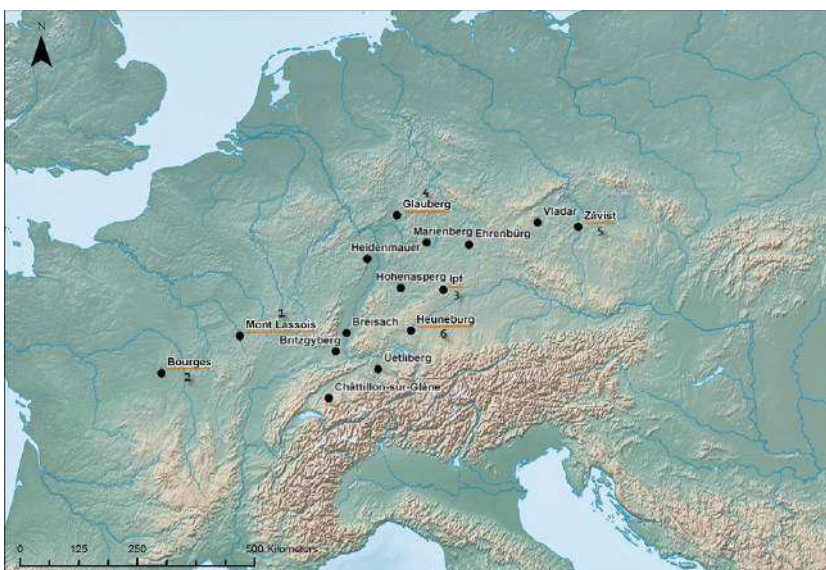 N
4
Glauberg
Vladar
Závist
5
Marienberg
Ehrenbürg
Heidenmauer
Hohenasperg
Ipf
3
1
Mont Lassois
Breisach
Heuneburg
6
Britzgyberg
Bourges
2
Uetliberg
Châttillon-sur-Glâne
0 125 250 500 Kilometers